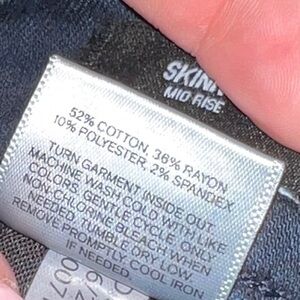 SKINN
MID RISE
52% COTTON, 36% RAYON
10% POLYESTER, 2% SPANDEX
TURN GARMENT INSIDE OUT.
MACHINE WASH COLD WITH LIKE
COLORS, GENTLE CYCLE. ONLY
NON-CHLORINE BLEACH WHEN
NEEDED. TUMBLE DRY LOW.
REMOVE PROMPTLY. COOL IRON
IF NEEDED.